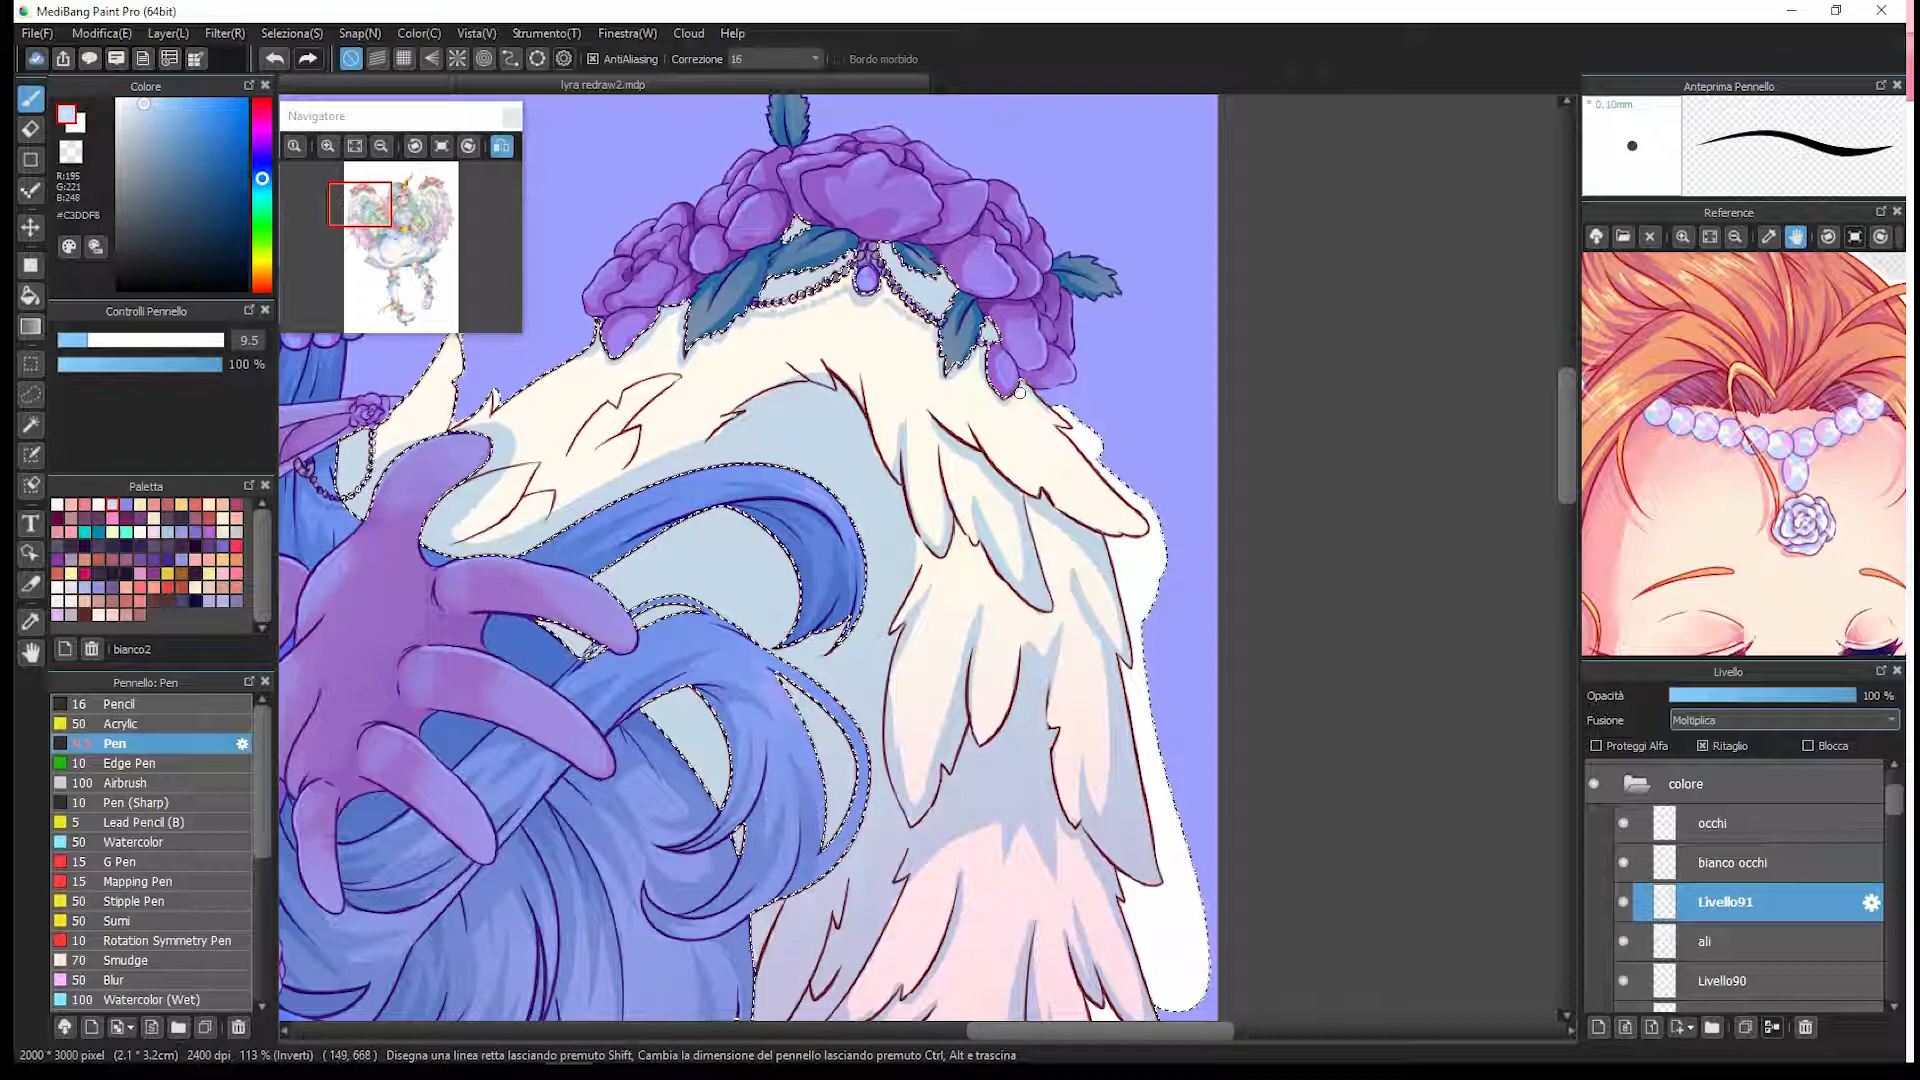 MediBang Paint Pro (64bit)
File(F) Modifica(E) Layer(L) Filter(R) Seleziona(S) Snap(N) Color(C) Vista(V) Strumento(T) Finestra(W) Cloud Help
AntiAliasing Correzione 16 Bordo morbido
Colore
lyra redraw2.mdp
Anteprima Pennello
* 0.10mm
Navigatore
R:195
G:221
B:248
#C3DDF8
Reference
Controlli Pennello
9.5
100 %
Paletta
bianco2
Pennello: Pen
16 Pencil
50 Acrylic
9.5 Pen
10 Edge Pen
100 Airbrush
10 Pen (Sharp)
5 Lead Pencil (B)
50 Watercolor
15 G Pen
15 Mapping Pen
50 Stipple Pen
50 Sumi
10 Rotation Symmetry Pen
70 Smudge
50 Blur
100 Watercolor (Wet)
Livello
Opacità 100 %
Fusione Moltiplica
Proteggi Alfa Ritaglio Blocca
colore
occhi
bianco occhi
Livello91
ali
Livello90
2000 * 3000 pixel (2.1 * 3.2cm) 2400 dpi 113 % (Inverti) ( 149, 668 ) Disegna una linea retta lasciando premuto Shift, Cambia la dimensione del pennello lasciando premuto Ctrl, Alt e trascina